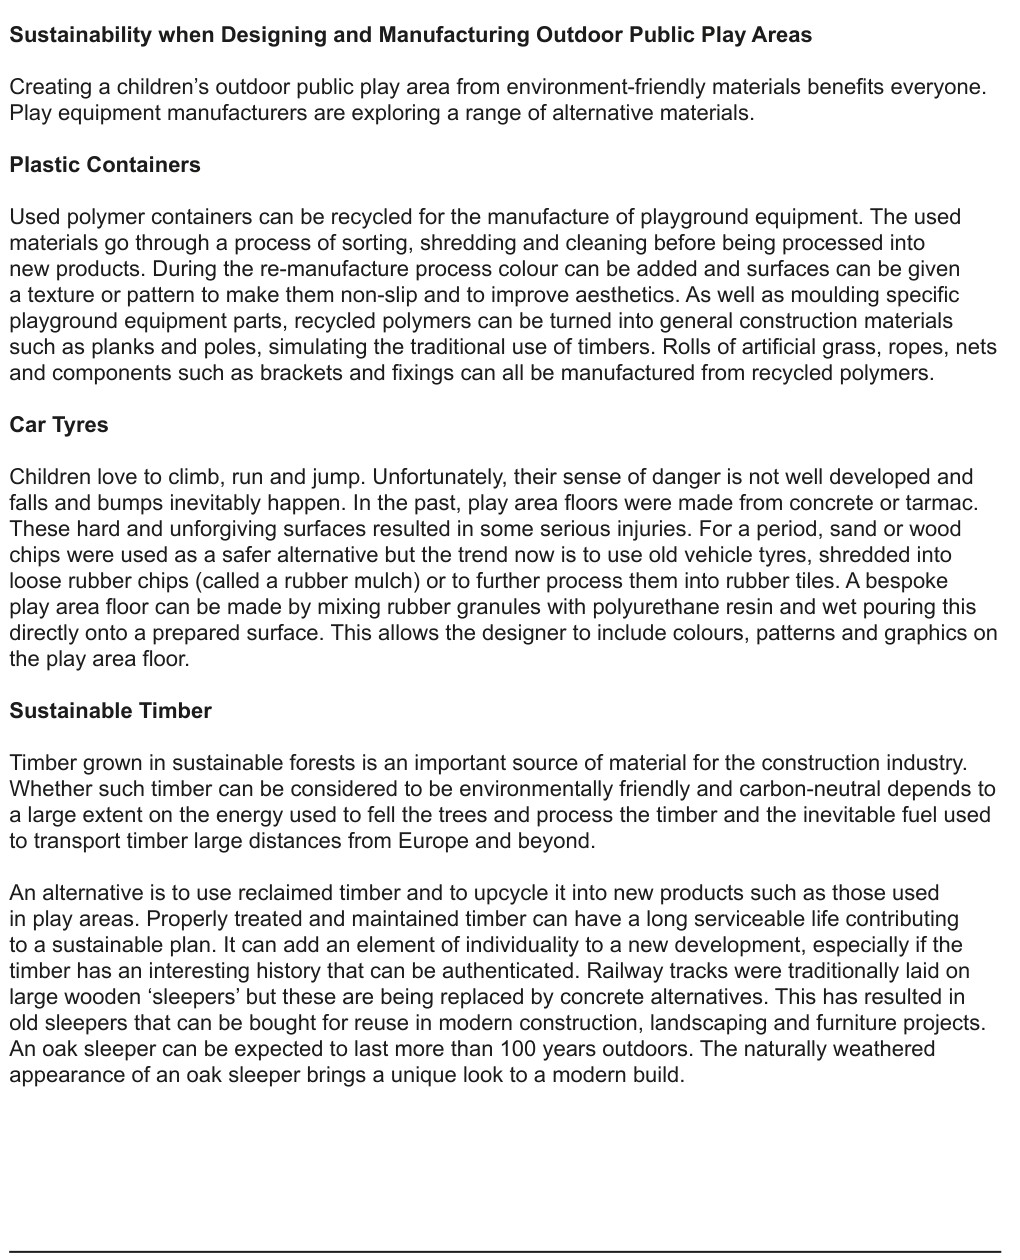 Sustainability when Designing and Manufacturing Outdoor Public Play Areas
Creating a children’s outdoor public play area from environment-friendly materials benefits everyone.
Play equipment manufacturers are exploring a range of alternative materials.
Plastic Containers
Used polymer containers can be recycled for the manufacture of playground equipment. The used
materials go through a process of sorting, shredding and cleaning before being processed into
new products. During the re-manufacture process colour can be added and surfaces can be given
a texture or pattern to make them non-slip and to improve aesthetics. As well as moulding specific
playground equipment parts, recycled polymers can be turned into general construction materials
such as planks and poles, simulating the traditional use of timbers. Rolls of artificial grass, ropes, nets
and components such as brackets and fixings can all be manufactured from recycled polymers.
Car Tyres
Children love to climb, run and jump. Unfortunately, their sense of danger is not well developed and
falls and bumps inevitably happen. In the past, play area floors were made from concrete or tarmac.
These hard and unforgiving surfaces resulted in some serious injuries. For a period, sand or wood
chips were used as a safer alternative but the trend now is to use old vehicle tyres, shredded into
loose rubber chips (called a rubber mulch) or to further process them into rubber tiles. A bespoke
play area floor can be made by mixing rubber granules with polyurethane resin and wet pouring this
directly onto a prepared surface. This allows the designer to include colours, patterns and graphics on
the play area floor.
Sustainable Timber
Timber grown in sustainable forests is an important source of material for the construction industry.
Whether such timber can be considered to be environmentally friendly and carbon-neutral depends to
a large extent on the energy used to fell the trees and process the timber and the inevitable fuel used
to transport timber large distances from Europe and beyond.
An alternative is to use reclaimed timber and to upcycle it into new products such as those used
in play areas. Properly treated and maintained timber can have a long serviceable life contributing
to a sustainable plan. It can add an element of individuality to a new development, especially if the
timber has an interesting history that can be authenticated. Railway tracks were traditionally laid on
large wooden ‘sleepers’ but these are being replaced by concrete alternatives. This has resulted in
old sleepers that can be bought for reuse in modern construction, landscaping and furniture projects.
An oak sleeper can be expected to last more than 100 years outdoors. The naturally weathered
appearance of an oak sleeper brings a unique look to a modern build.